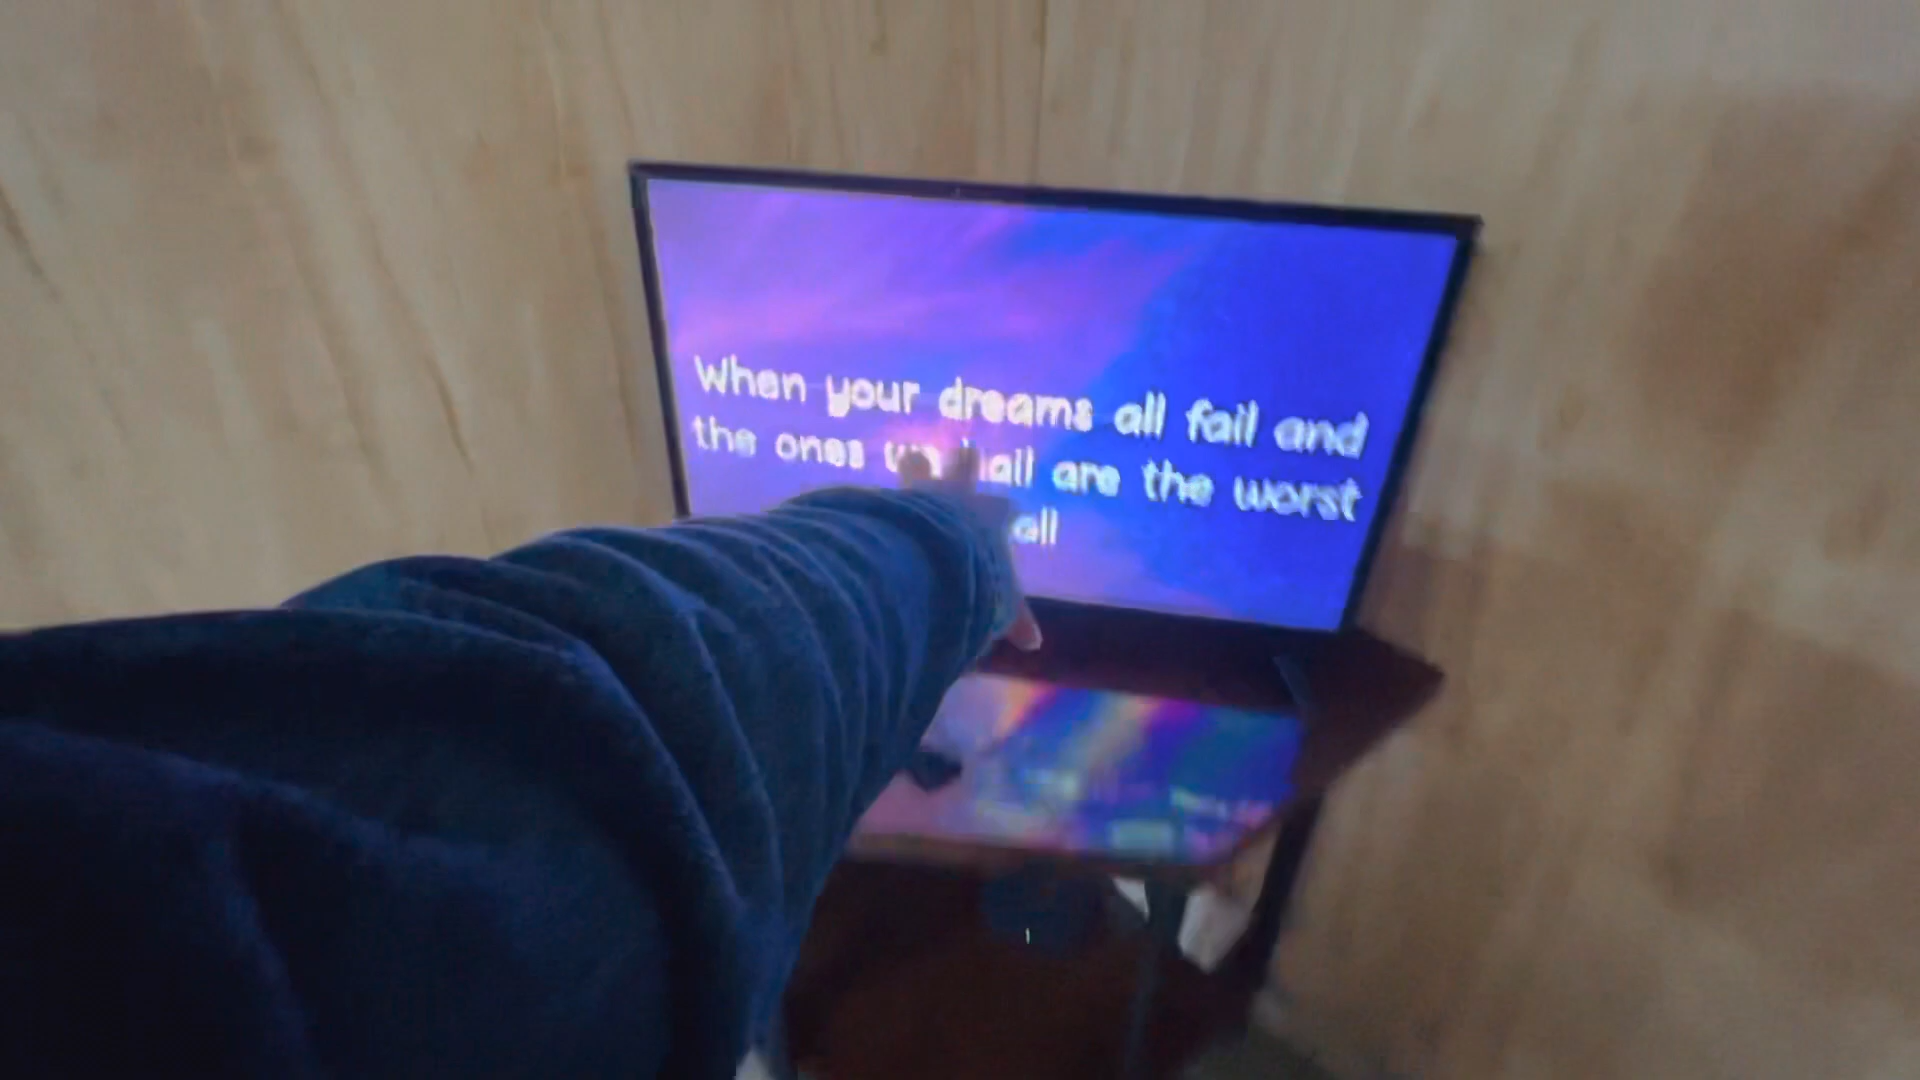 When your dreams all fail and
the ones hail are the worst
all